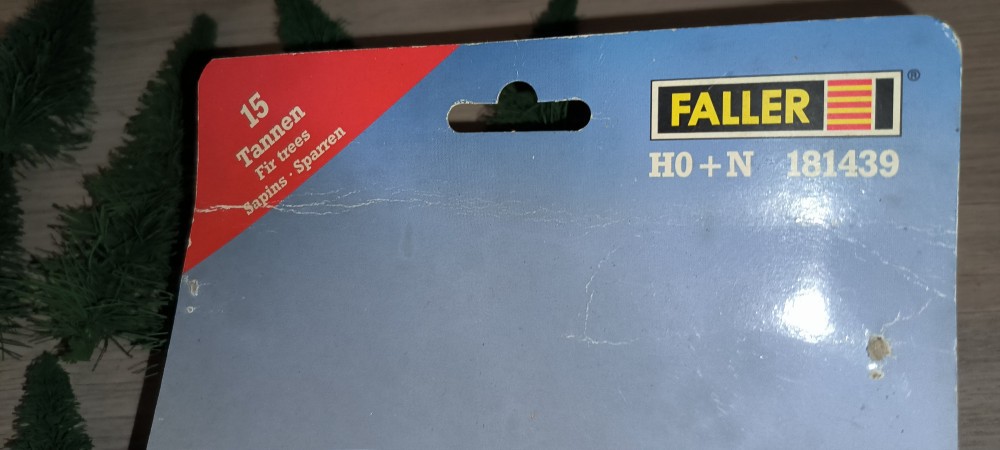 15
Tannen
Fir trees
Sapins · Sparren
FALLER ®
H0 + N 181439